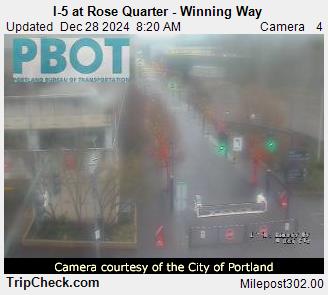 I-5 at Rose Quarter - Winning Way
Updated Dec 28 2024 8:20 AM Camera 4
PBOT
PORTLAND BUREAU OF TRANSPORTATION
Camera courtesy of the City of Portland
TripCheck.com Milepost302.00